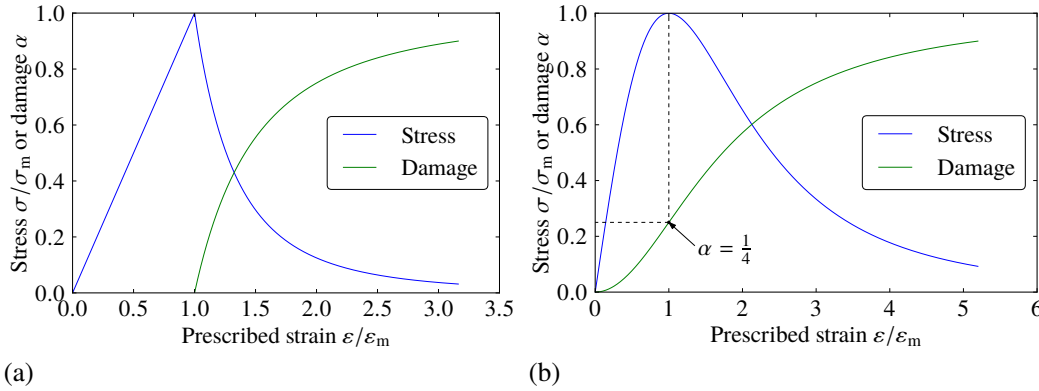 Stress σ/σm or damage α
1.0
0.8
0.6
0.4
0.2
0.0
Stress
Damage
0.0 0.5 1.0 1.5 2.0 2.5 3.0 3.5
Prescribed strain ε/εm
(a)
Stress σ/σm or damage α
1.0
0.8
0.6
0.4
0.2
0.0
Stress
Damage
α = 1/4
0 1 2 3 4 5 6
Prescribed strain ε/εm
(b)